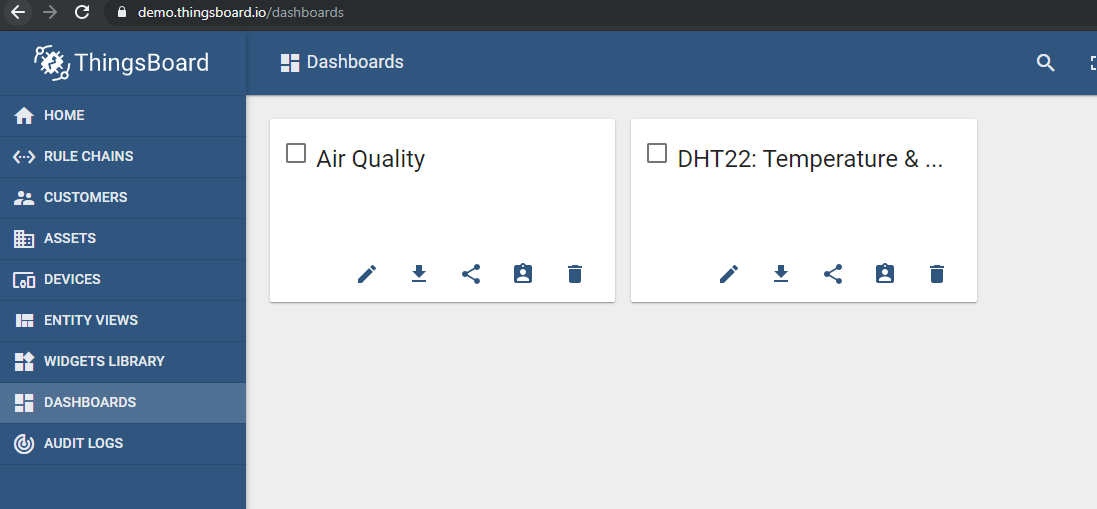 demo.thingsboard.io/dashboards
ThingsBoard
Dashboards
HOME
RULE CHAINS
CUSTOMERS
ASSETS
DEVICES
ENTITY VIEWS
WIDGETS LIBRARY
DASHBOARDS
AUDIT LOGS
Air Quality
DHT22: Temperature & ...